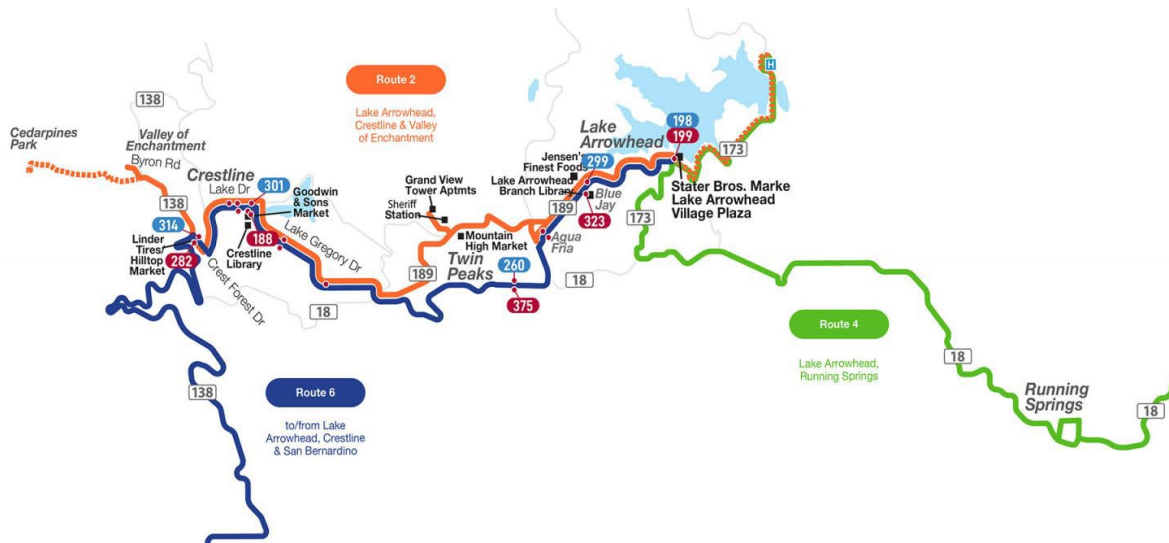 Route 2
Lake Arrowhead,
Crestline & Valley
of Enchantment
H
138
Cedarpines
Park
Valley of
Enchantment
Byron Rd
Crestline
Lake Dr
301
Goodwin
& Sons
Market
138
314
Linder
Tires/
Hilltop
Market
282
188
Crestline
Library
Crest Forest Dr
Lake Gregory Dr
18
Grand View
Tower Aptmts
Sheriff
Station
Mountain
High Market
Twin
Peaks
189
260
375
Agua
Fria
18
189
Lake
Arrowhead
Jensen's
Finest Foods
299
Lake Arrowhead
Branch Library
Blue
Jay
323
198
199
173
Stater Bros. Marke
Lake Arrowhead
Village Plaza
173
Route 4
Lake Arrowhead,
Running Springs
18
Running
Springs
18
Route 6
to/from Lake
Arrowhead, Crestline
& San Bernardino
138